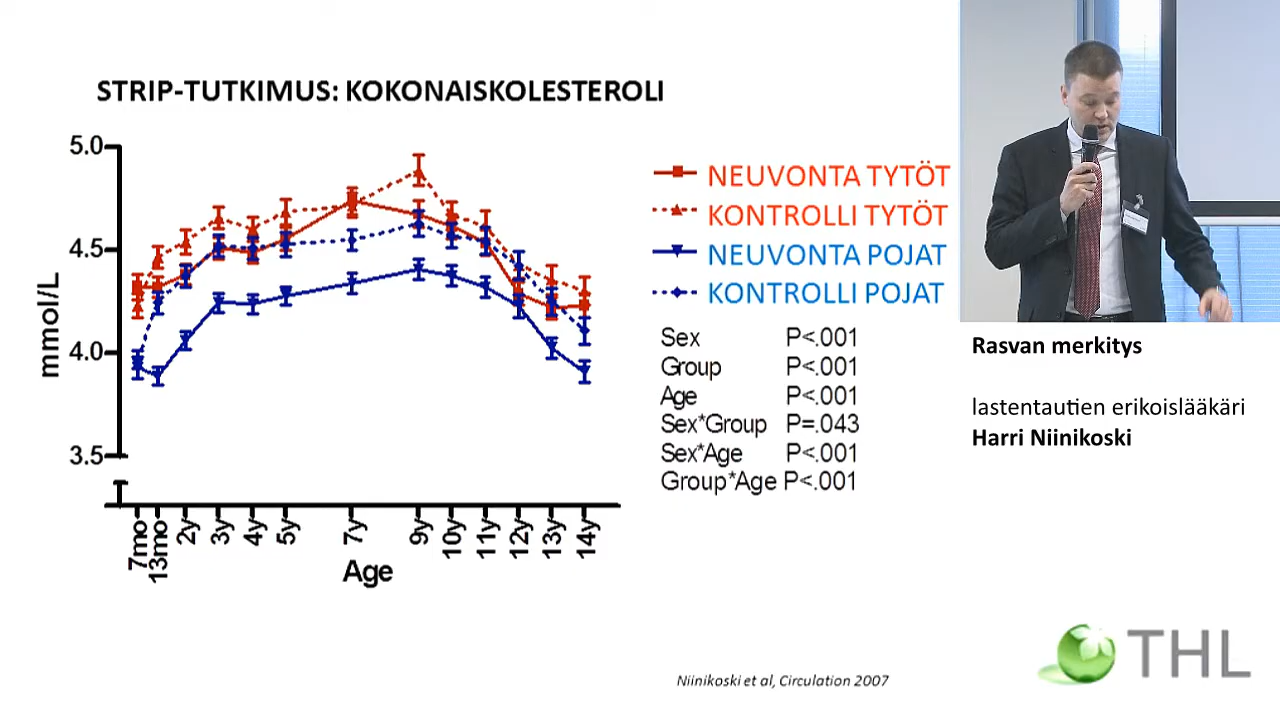 STRIP-TUTKIMUS: KOKONAISKOLESTEROLI
5.0
4.5
4.0
3.5
mmol/L
7mo
13mo
2y
3y
4y
5y
7y
9y
10y
11y
12y
13y
14y
Age
NEUVONTA TYTÖT
KONTROLLI TYTÖT
NEUVONTA POJAT
KONTROLLI POJAT
Sex P<.001
Group P<.001
Age P<.001
Sex*Group P=.043
Sex*Age P<.001
Group*Age P<.001
Niinikoski et al, Circulation 2007
Rasvan merkitys
lastentautien erikoislääkäri
Harri Niinikoski
THL